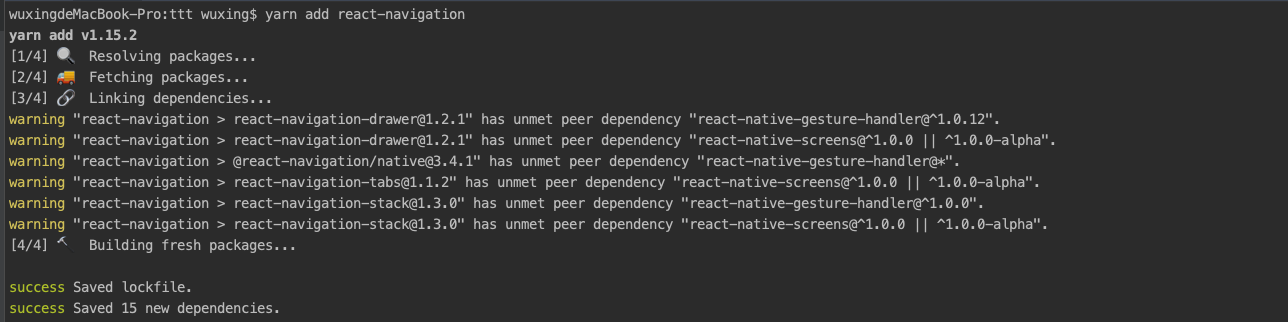 wuxingdeMacBook-Pro:ttt wuxing$ yarn add react-navigation
yarn add v1.15.2
[1/4] 🔍  Resolving packages...
[2/4] 🚚  Fetching packages...
[3/4] 🔗  Linking dependencies...
warning "react-navigation > react-navigation-drawer@1.2.1" has unmet peer dependency "react-native-gesture-handler@^1.0.12".
warning "react-navigation > react-navigation-drawer@1.2.1" has unmet peer dependency "react-native-screens@^1.0.0 || ^1.0.0-alpha".
warning "react-navigation > @react-navigation/native@3.4.1" has unmet peer dependency "react-native-gesture-handler@*".
warning "react-navigation > react-navigation-tabs@1.1.2" has unmet peer dependency "react-native-screens@^1.0.0 || ^1.0.0-alpha".
warning "react-navigation > react-navigation-stack@1.3.0" has unmet peer dependency "react-native-gesture-handler@^1.0.0".
warning "react-navigation > react-navigation-stack@1.3.0" has unmet peer dependency "react-native-screens@^1.0.0 || ^1.0.0-alpha".
[4/4] 🔨  Building fresh packages...
success Saved lockfile.
success Saved 15 new dependencies.